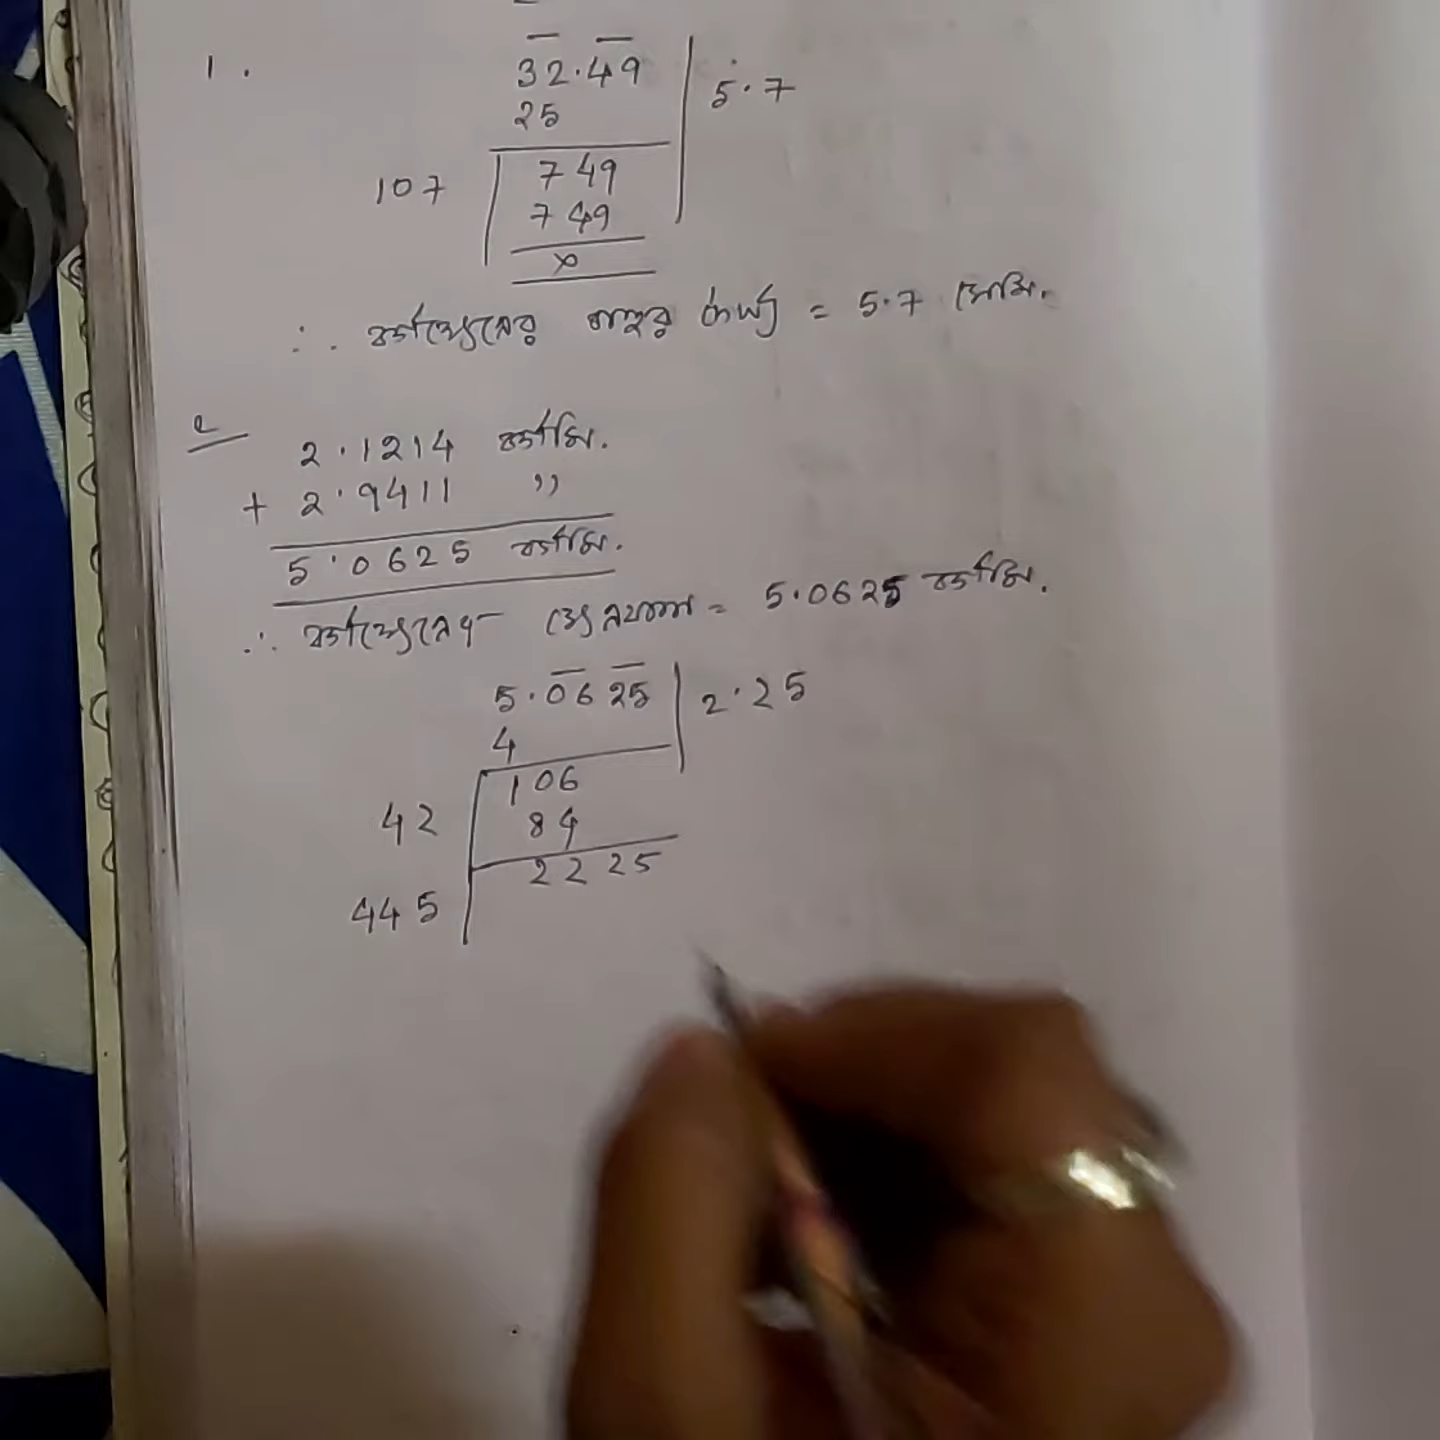 1.
32.49 | 5.7
25
107 | 749
749
×
∴ বর্গক্ষেত্রের বাহুর দৈর্ঘ্য = 5.7 সেমি.
২
2.1214 বর্গমি.
+ 2.9411 ,,
5.0625 বর্গমি.
∴ বর্গক্ষেত্রের ক্ষেত্রফল = 5.0625 বর্গমি.
5.0625 | 2.25
4
106
42 | 84
2225
445